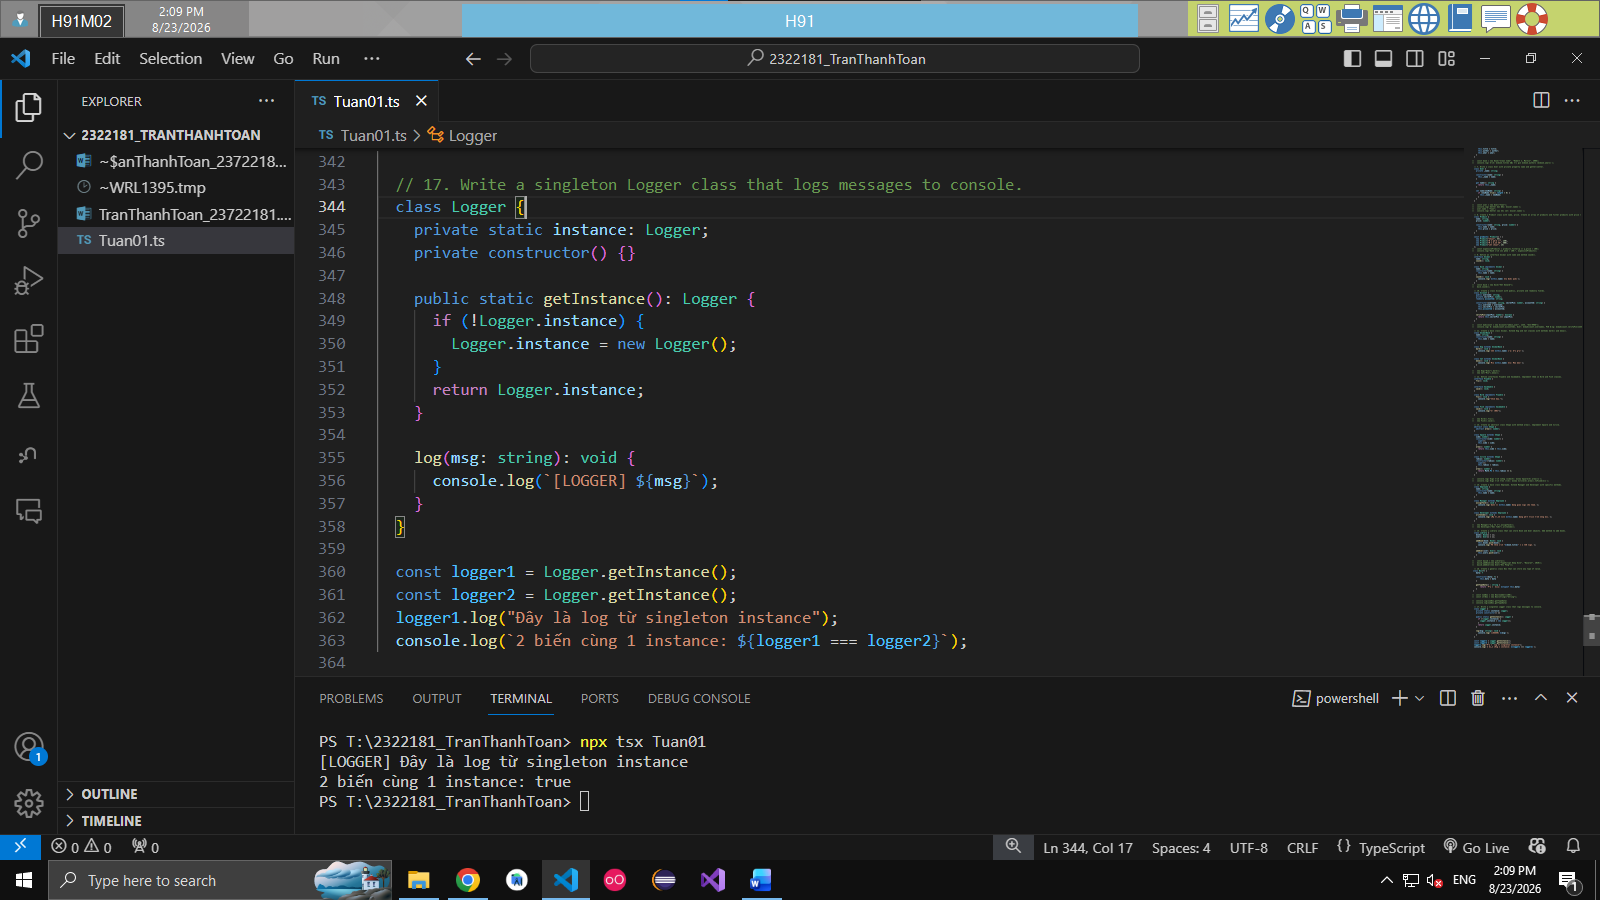 H91M02
2:09 PM
8/23/2026
H91
File Edit Selection View Go Run ···
2322181_TranThanhToan
EXPLORER
2322181_TRANTHANHTOAN
~$anThanhToan_2372218...
~WRL1395.tmp
TranThanhToan_23722181....
TS Tuan01.ts
OUTLINE
TIMELINE
TS Tuan01.ts
TS Tuan01.ts > Logger
342
343 // 17. Write a singleton Logger class that logs messages to console.
344 class Logger {
345 private static instance: Logger;
346 private constructor() {}
347
348 public static getInstance(): Logger {
349 if (!Logger.instance) {
350 Logger.instance = new Logger();
351 }
352 return Logger.instance;
353 }
354
355 log(msg: string): void {
356 console.log(`[LOGGER] ${msg}`);
357 }
358 }
359
360 const logger1 = Logger.getInstance();
361 const logger2 = Logger.getInstance();
362 logger1.log("Đây là log từ singleton instance");
363 console.log(`2 biến cùng 1 instance: ${logger1 === logger2}`);
364
PROBLEMS OUTPUT TERMINAL PORTS DEBUG CONSOLE
powershell
PS T:\2322181_TranThanhToan> npx tsx Tuan01
[LOGGER] Đây là log từ singleton instance
2 biến cùng 1 instance: true
PS T:\2322181_TranThanhToan>
0 0 0
Ln 344, Col 17 Spaces: 4 UTF-8 CRLF {} TypeScript Go Live
Type here to search
ENG
2:09 PM
8/23/2026
1